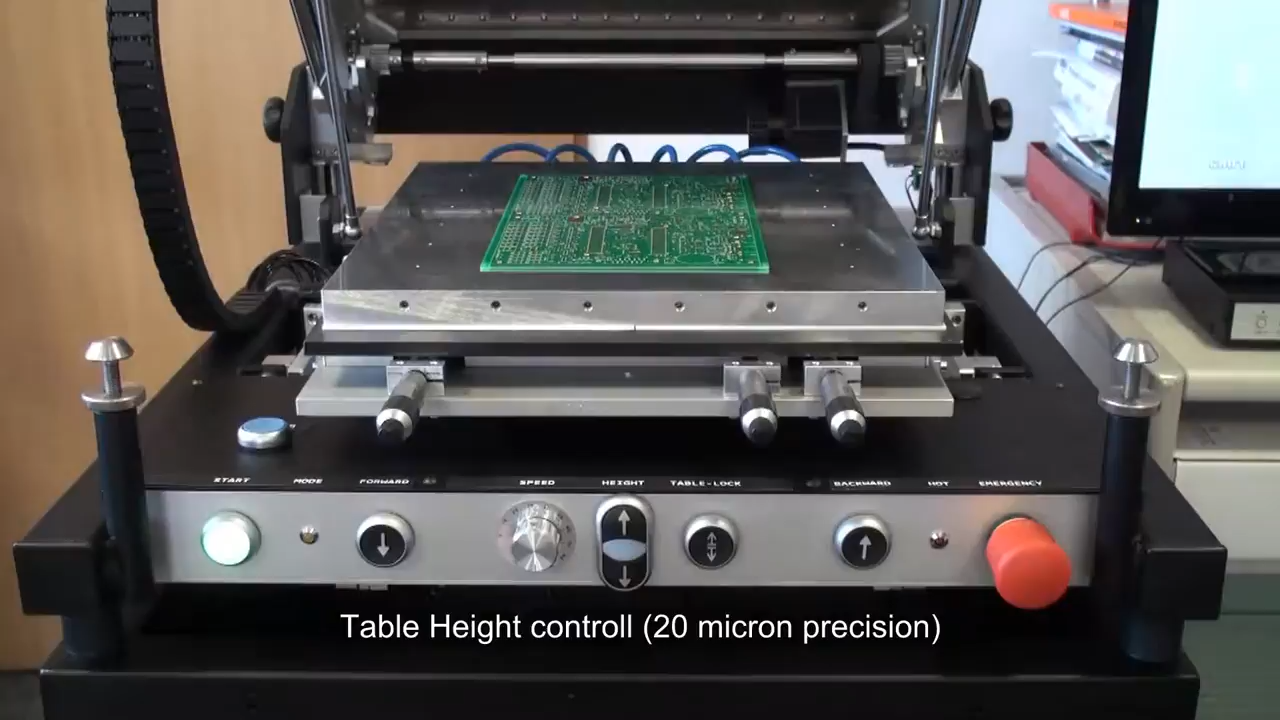 START
MODE
FORWARD
SPEED
HEIGHT
TABLE-LOCK
BACKWARD
HOT
EMERGENCY
Table Height controll (20 micron precision)